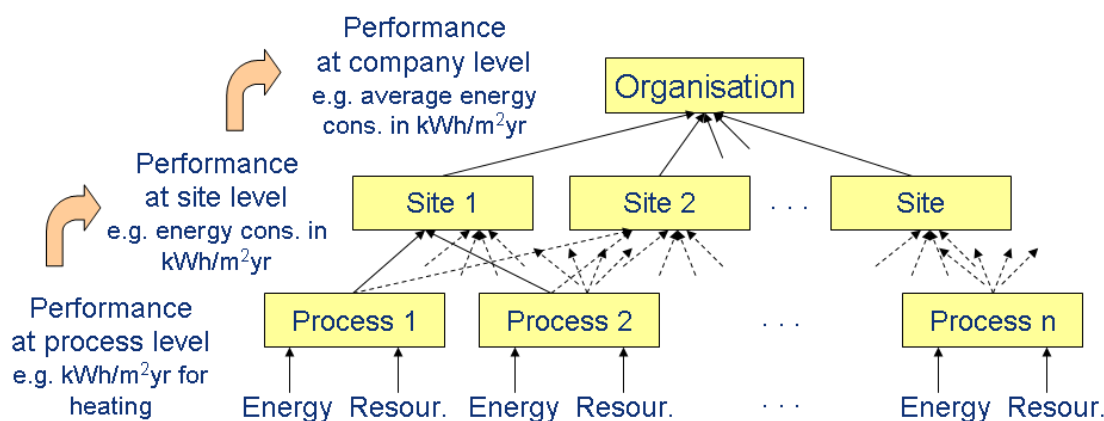 Performance
at company level
e.g. average energy
cons. in kWh/m²yr
Organisation
Performance
at site level
e.g. energy cons. in
kWh/m²yr
Site 1
Site 2
. . .
Site
Performance
at process level
e.g. kWh/m²yr for
heating
Process 1
Process 2
. . .
Process n
Energy Resour. Energy Resour. . . . Energy Resour.